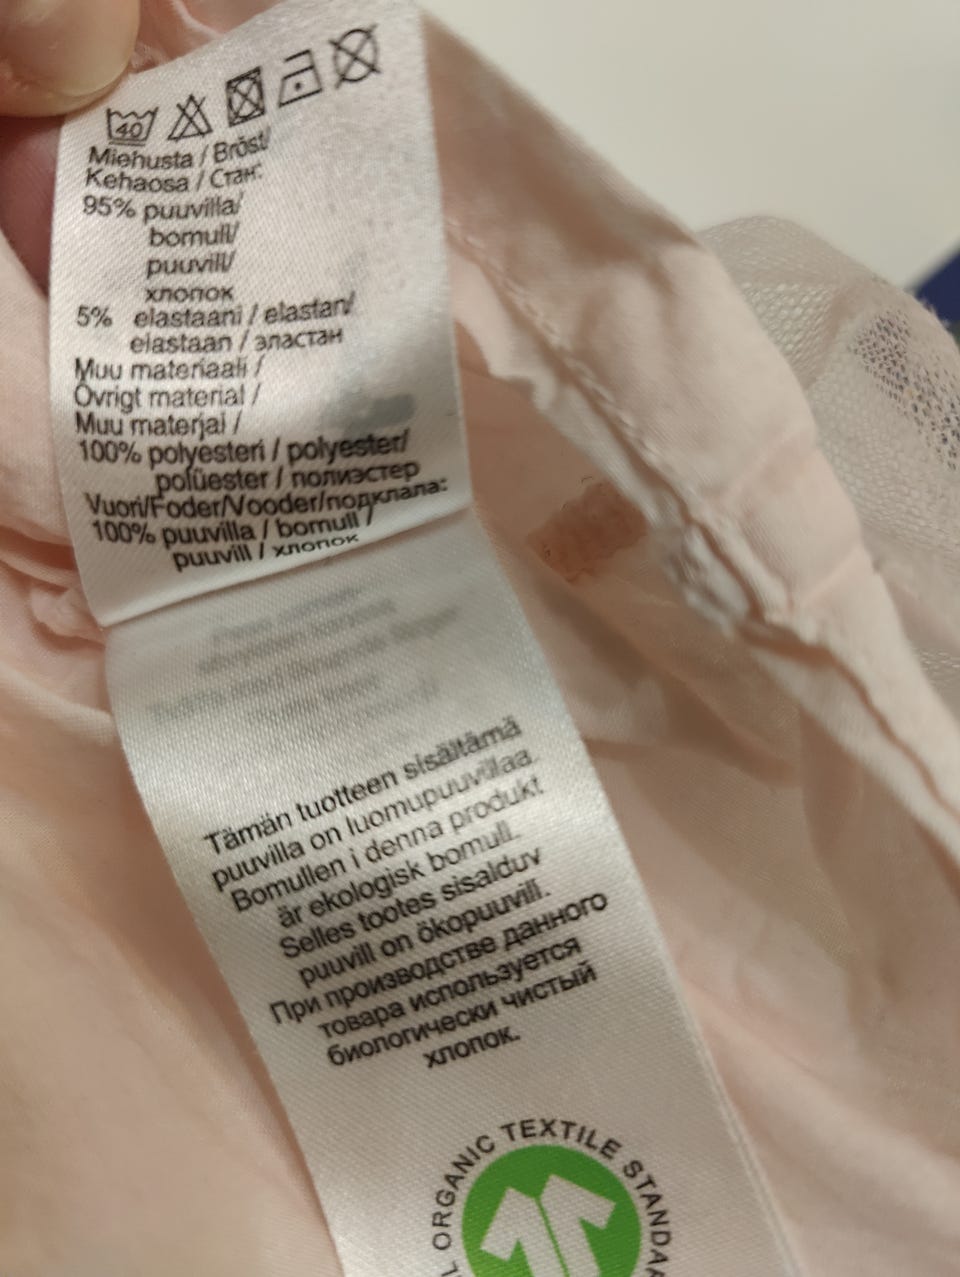 40
Miehusta / Bröst/
Kehaosa / Стан:
95% puuvilla/
bomull/
puuvill/
хлопок
5% elastaani / elastan/
elastaan / эластан
Muu materiaali /
Övrigt material /
Muu materjal /
100% polyesteri / polyester/
polüester / полиэстер
Vuori/Foder/Vooder/подклала:
100% puuvilla / bomull /
puuvill / хлопок
Tämän tuotteen sisältämä
puuvilla on luomupuuvillaa.
Bomullen i denna produkt
är ekologisk bomull.
Selles tootes sisalduv
puuvill on ökopuuvill.
При производстве данного
товара используется
биологически чистый
хлопок.
ORGANIC TEXTILE STANDA